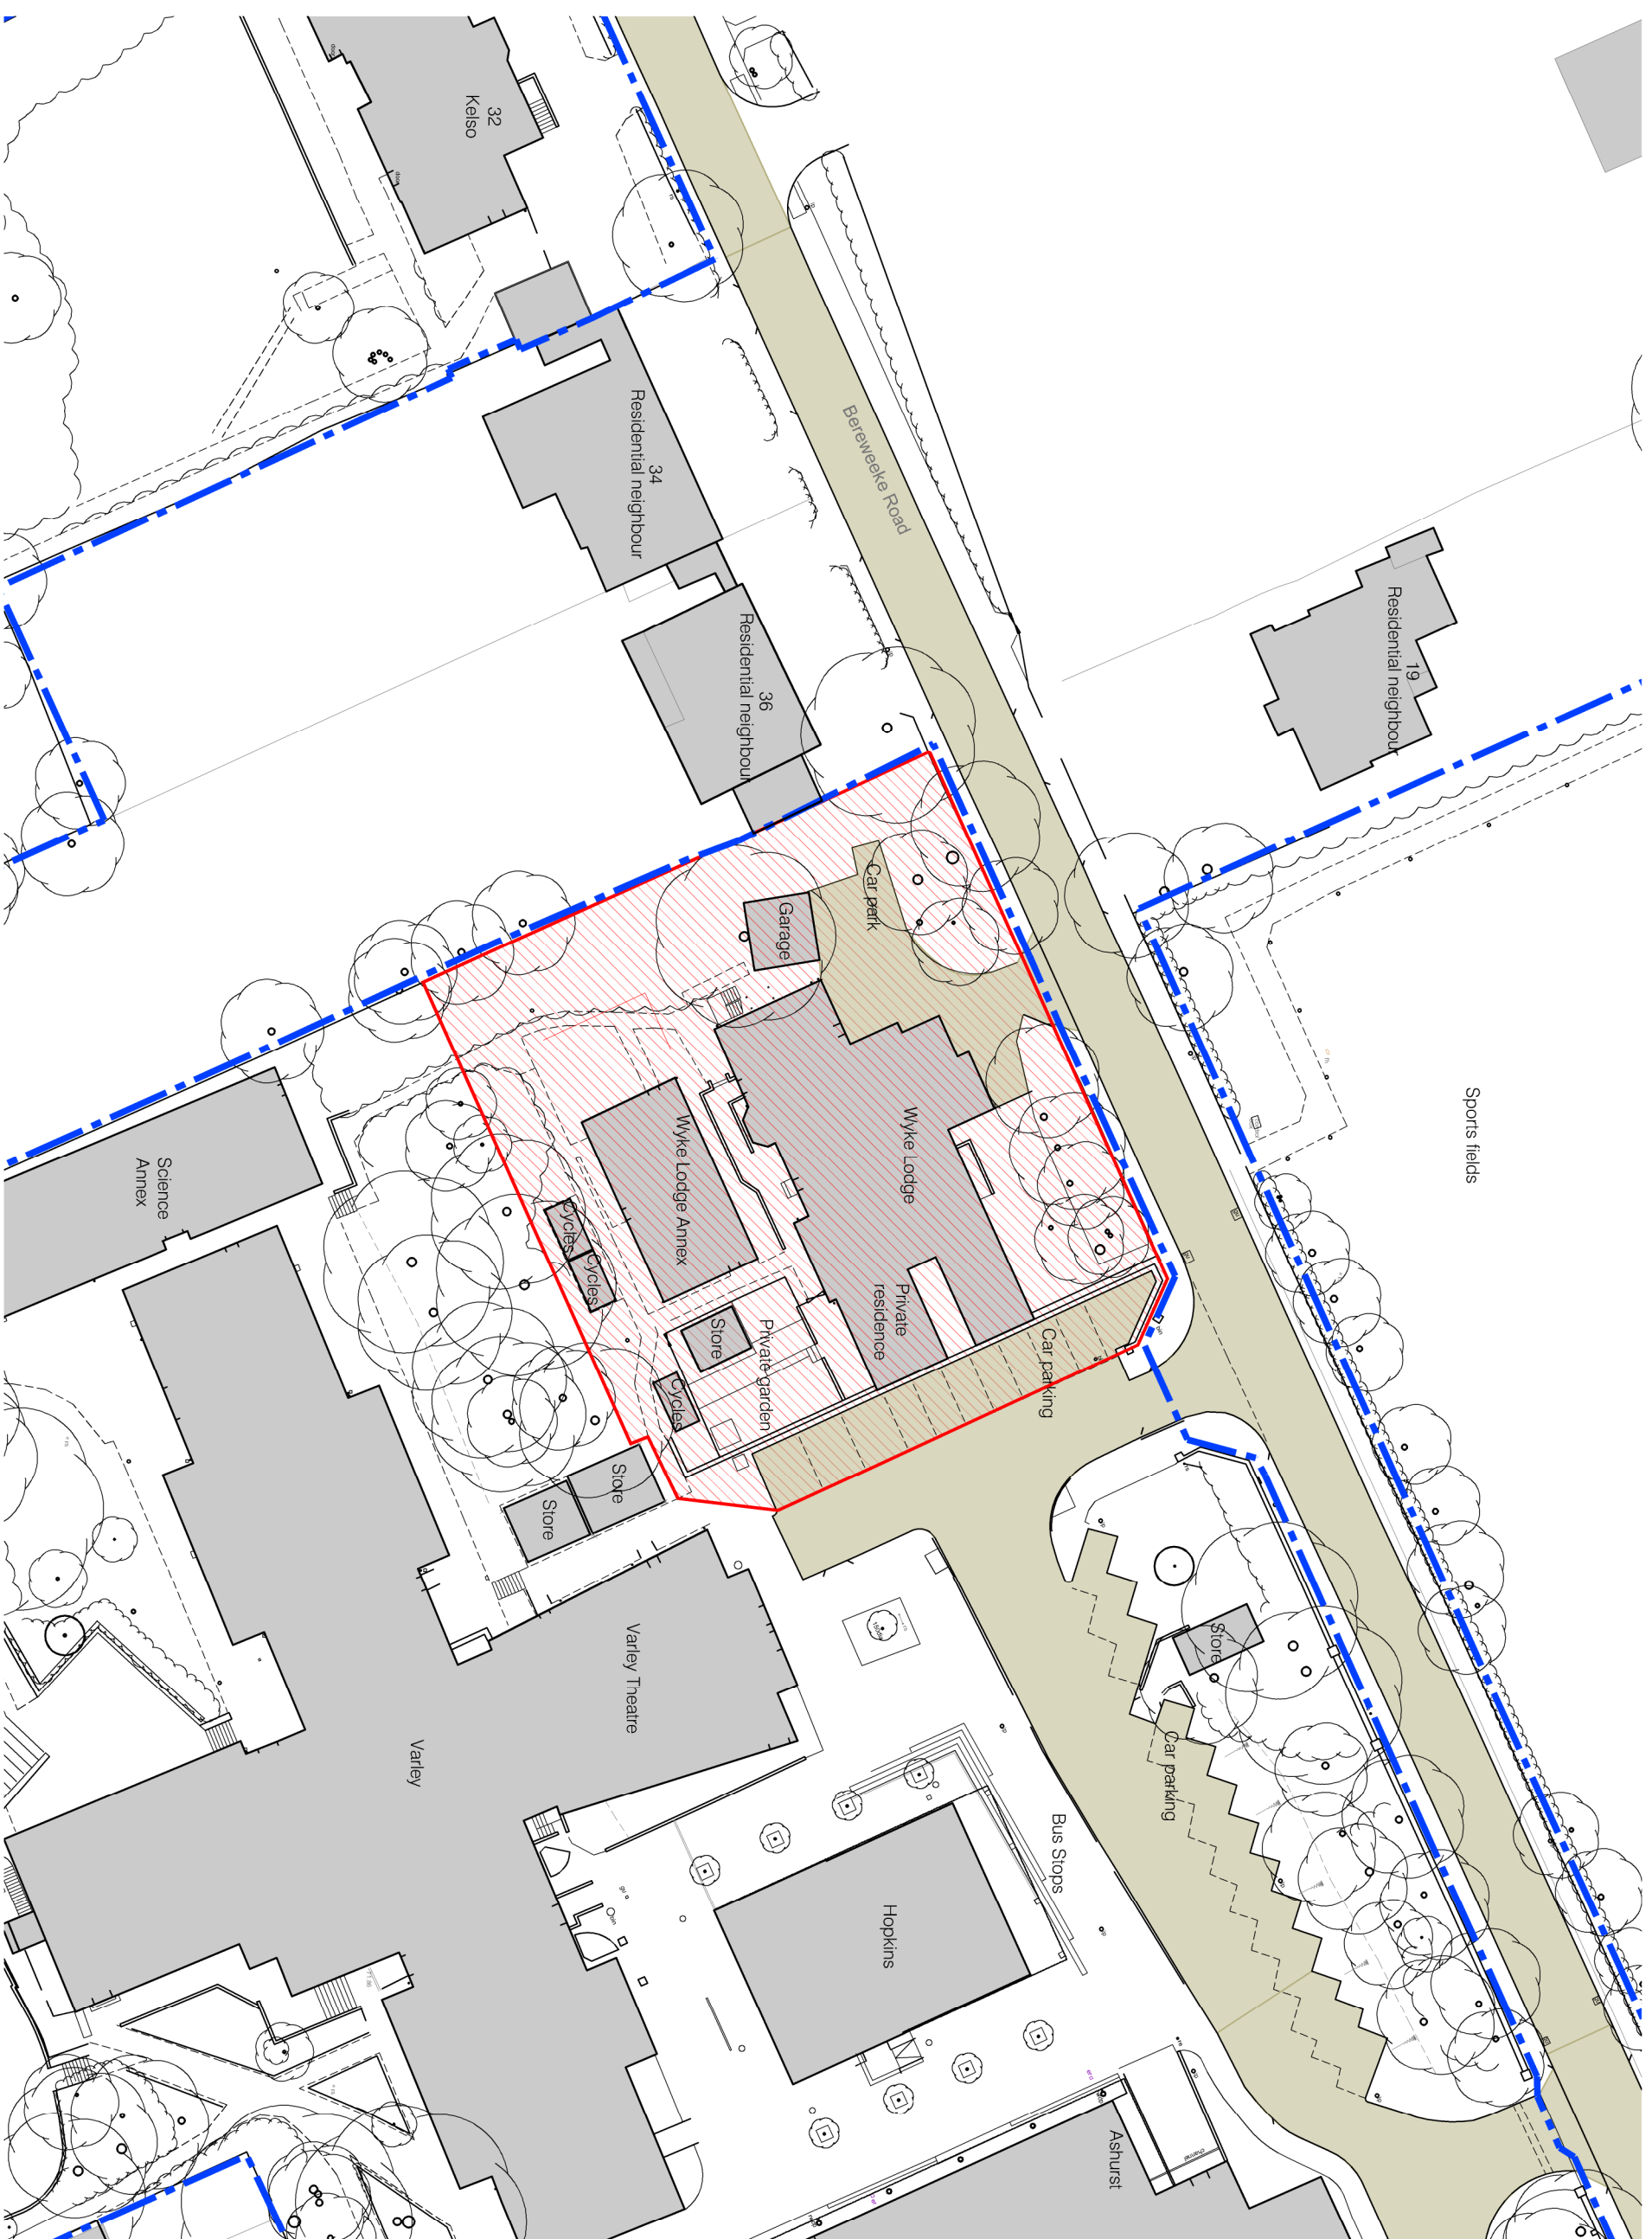 32
Kelso
34
Residential neighbour
36
Residential neighbour
Bereweeke Road
19
Residential neighbour
Sports fields
Car park
Garage
Wyke Lodge
Wyke Lodge Annex
Private
residence
Car parking
Cycles
Cycles
Store
Private garden
Cycles
Store
Store
Science
Annex
Varley Theatre
Varley
Store
Car parking
Bus Stops
Hopkins
Ashurst